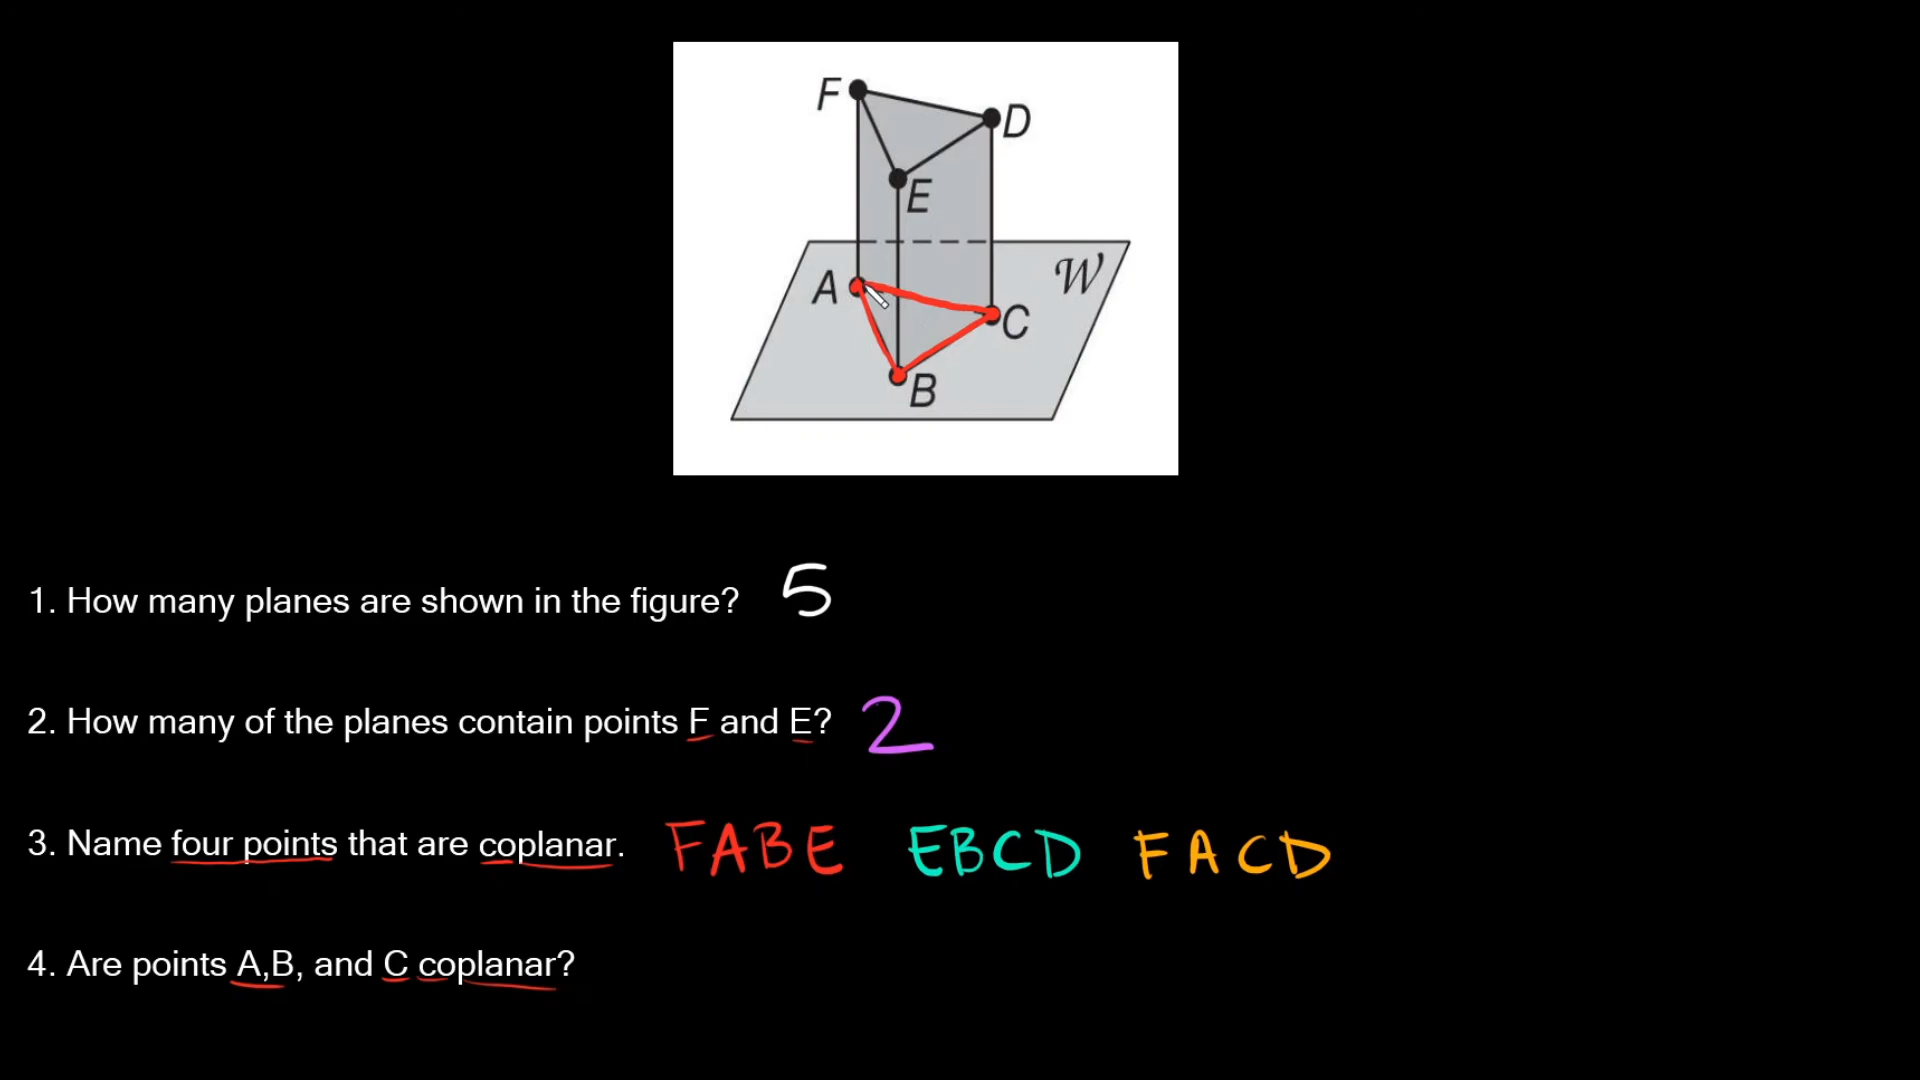 F
D
E
W
A
C
B
1. How many planes are shown in the figure? 5
2. How many of the planes contain points F and E? 2
3. Name four points that are coplanar. FABE EBCD FACD
4. Are points A,B, and C coplanar?